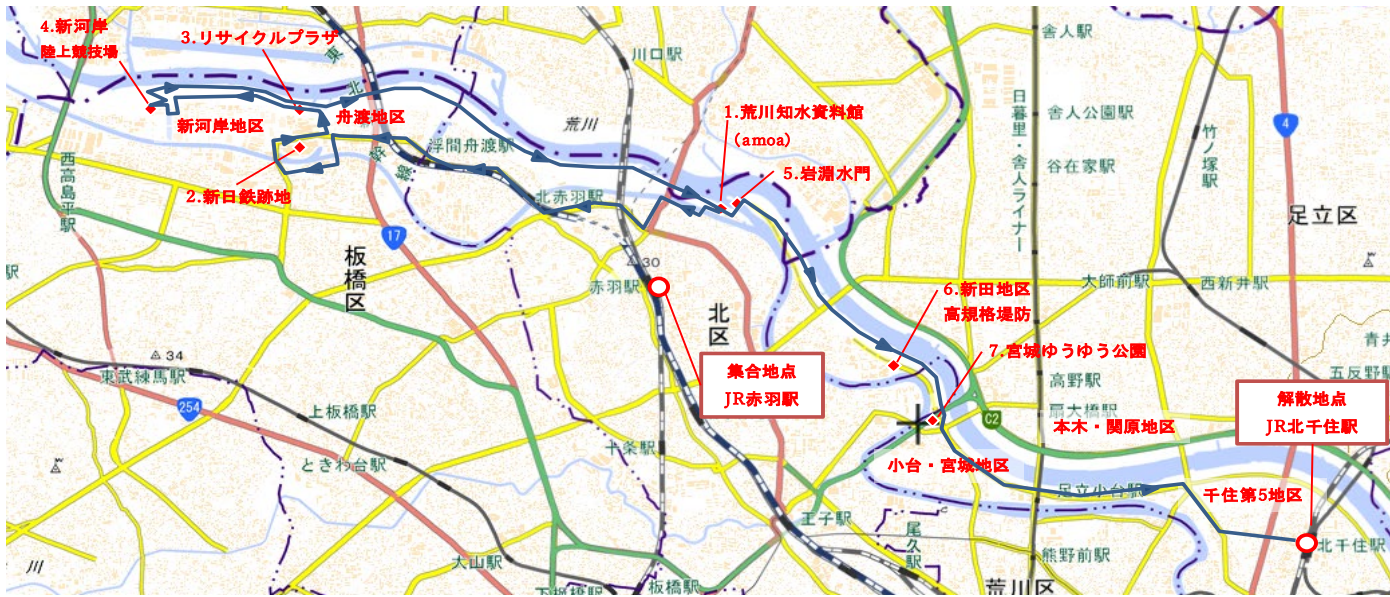 4.新河岸
陸上競技場
3.リサイクルプラザ
東
北
幹
線
川口駅
舎人駅
新河岸地区
舟渡地区
荒川
1.荒川知水資料館
(amoa)
日暮里・舎人ライナー
舎人公園駅
竹ノ塚駅
4
西高島平駅
浮間舟渡駅
5.岩淵水門
谷在家駅
2.新日鉄跡地
北赤羽駅
足立区
17
板橋区
30
赤羽駅
北区
6.新田地区
高規格堤防
大師前駅
西新井駅
34
東武練馬駅
集合地点
JR赤羽駅
7.宮城ゆうゆう公園
高野駅
五反野駅
254
上板橋駅
C2
扇大橋駅
本木・関原地区
解散地点
JR北千住駅
ときわ台駅
十条駅
小台・宮城地区
足立小台駅
千住第5地区
王子駅
尾久駅
大山駅
熊野前駅
北千住駅
川
下板橋駅
板橋駅
荒川区